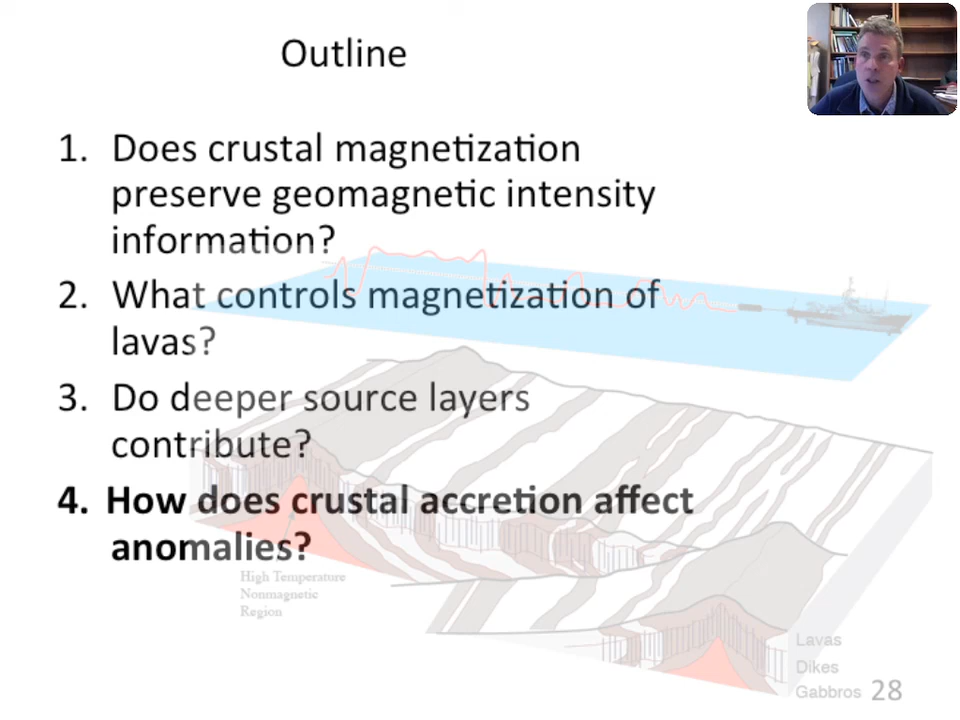 Outline
1. Does crustal magnetization
preserve geomagnetic intensity
information?
2. What controls magnetization of
lavas?
3. Do deeper source layers
contribute?
4. How does crustal accretion affect
anomalies?
High Temperature
Nonmagnetic
Region
Lavas
Dikes
Gabbros
28